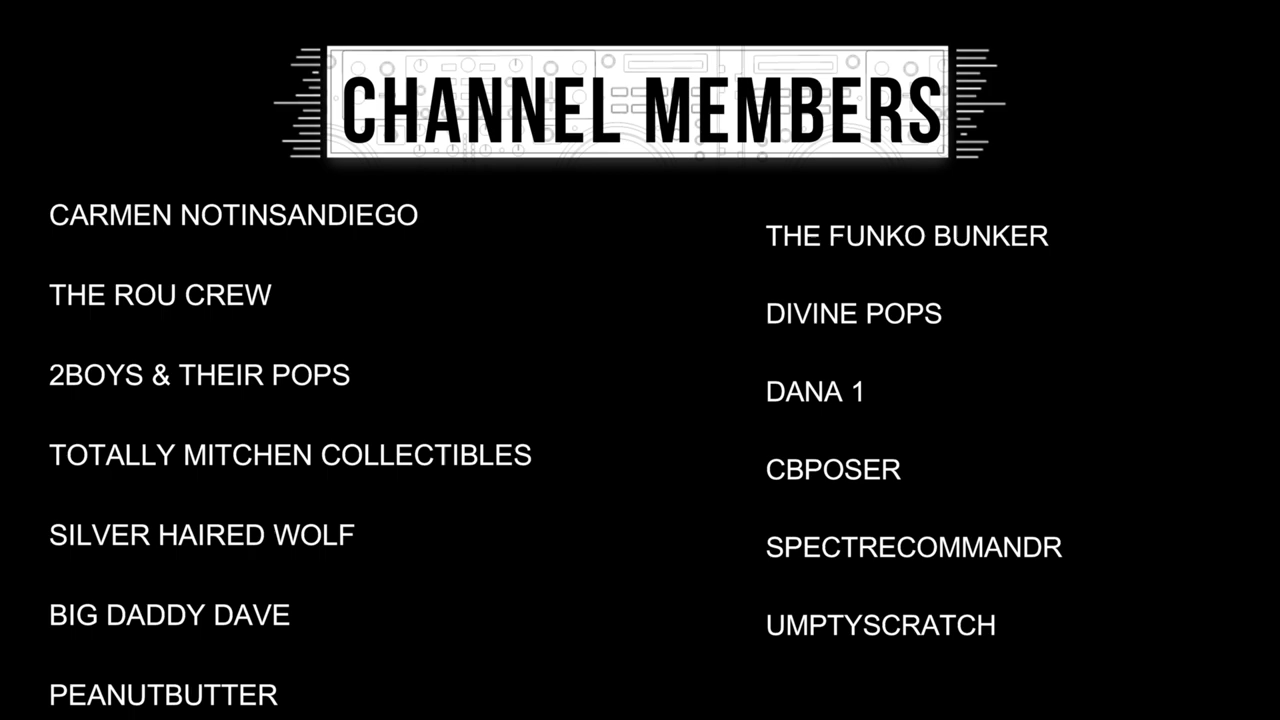 CHANNEL MEMBERS
CARMEN NOTINSANDIEGO
THE ROU CREW
2BOYS & THEIR POPS
TOTALLY MITCHEN COLLECTIBLES
SILVER HAIRED WOLF
BIG DADDY DAVE
PEANUTBUTTER
THE FUNKO BUNKER
DIVINE POPS
DANA 1
CBPOSER
SPECTRECOMMANDR
UMPTYSCRATCH